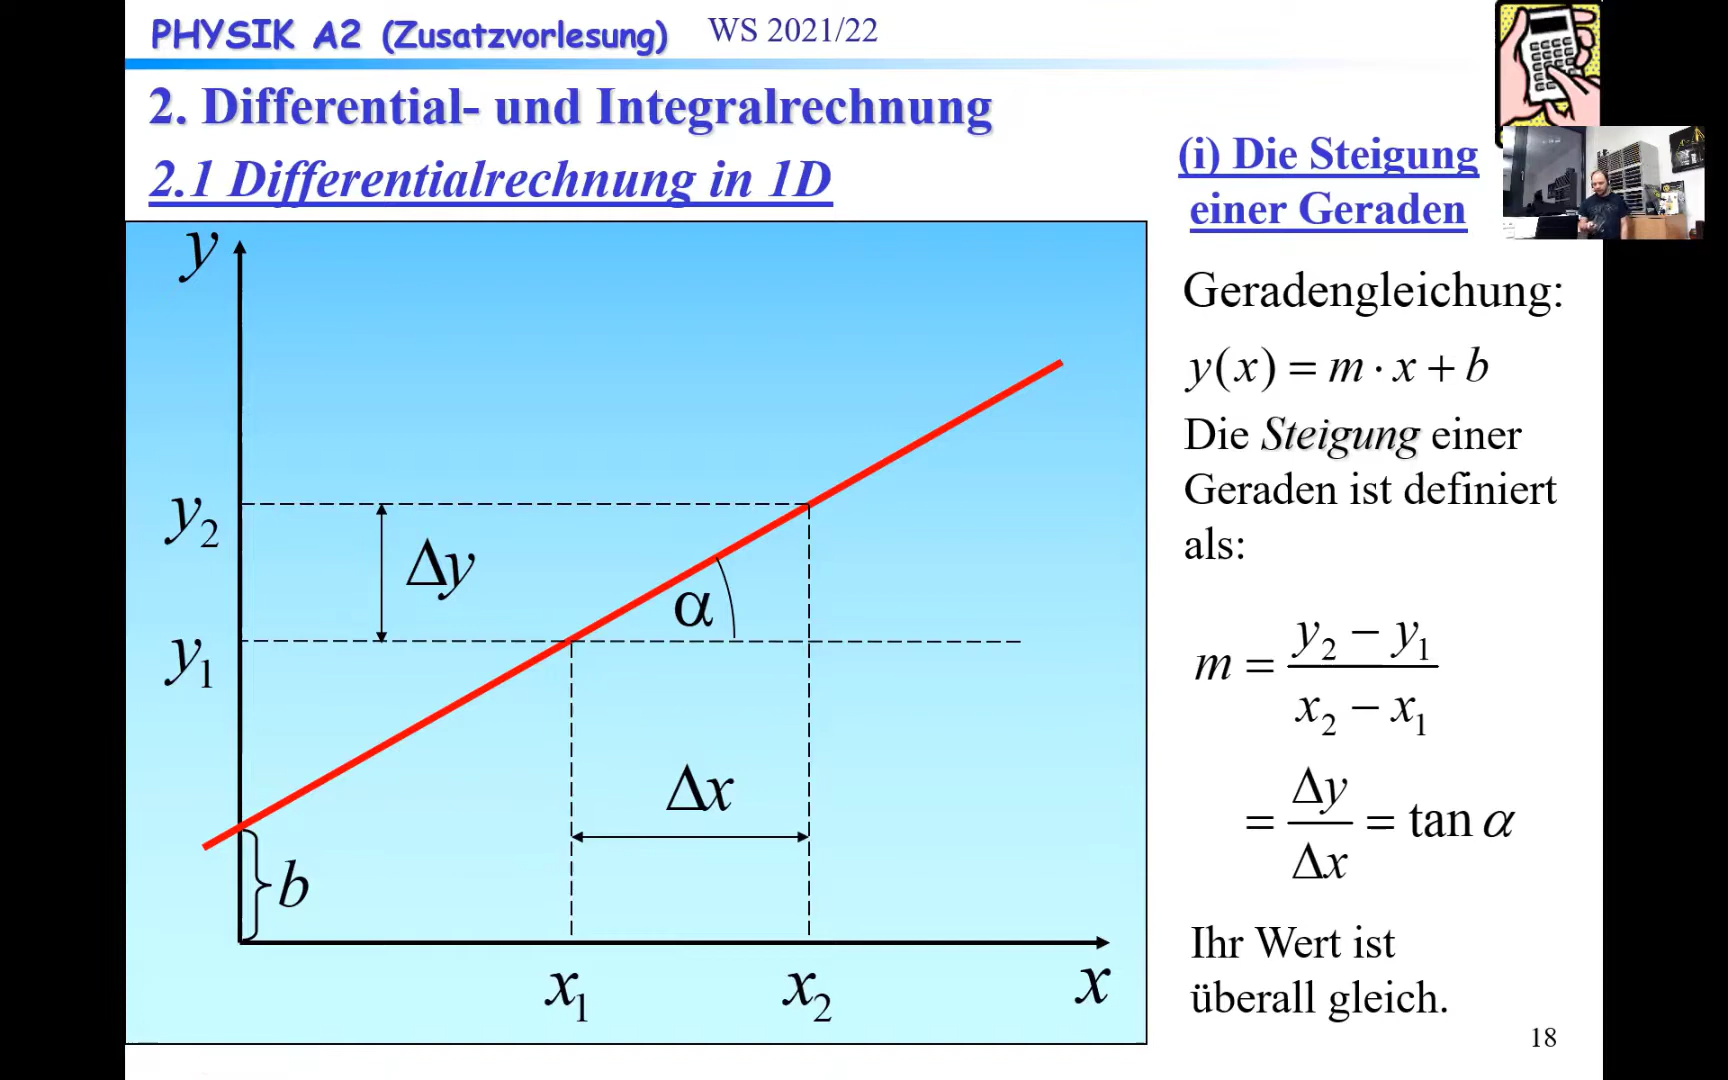 PHYSIK A2 (Zusatzvorlesung) WS 2021/22
2. Differential- und Integralrechnung
2.1 Differentialrechnung in 1D
(i) Die Steigung
einer Geraden
y
y₂
Δy
α
y₁
Δx
b
x₁
x₂
x
Geradengleichung:
y(x) = m · x + b
Die Steigung einer
Geraden ist definiert
als:
m = (y₂ − y₁) / (x₂ − x₁)
= Δy / Δx = tan α
Ihr Wert ist
überall gleich.
18